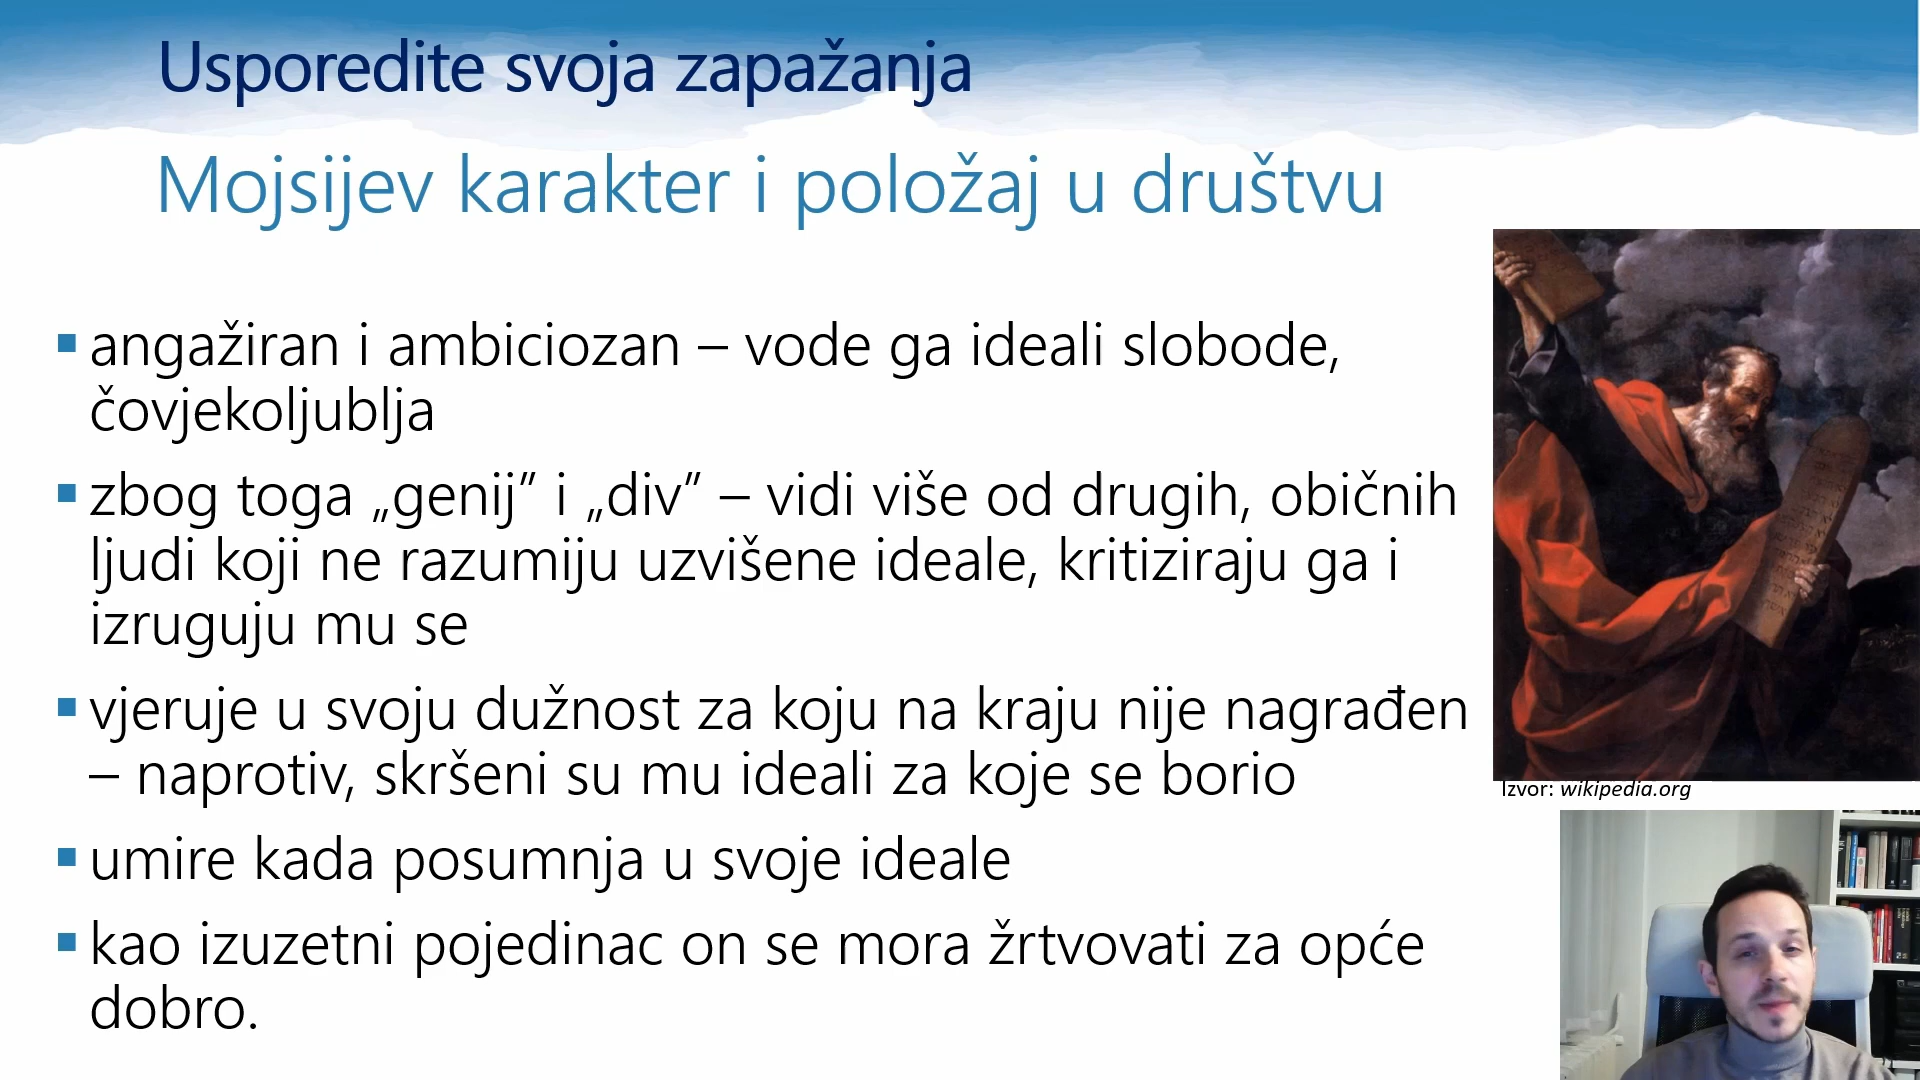 Usporedite svoja zapažanja
Mojsijev karakter i položaj u društvu
▪ angažiran i ambiciozan – vode ga ideali slobode,
čovjekoljublja
▪ zbog toga „genij” i „div” – vidi više od drugih, običnih
ljudi koji ne razumiju uzvišene ideale, kritiziraju ga i
izruguju mu se
▪ vjeruje u svoju dužnost za koju na kraju nije nagrađen
– naprotiv, skršeni su mu ideali za koje se borio
▪ umire kada posumnja u svoje ideale
▪ kao izuzetni pojedinac on se mora žrtvovati za opće
dobro.
Izvor: wikipedia.org